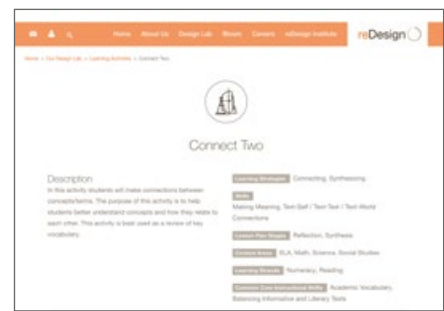 Home About Us Design Lab Bloom Careers reDesign Institute reDesign
Home > Our Design Lab > Learning Activities > Connect Two
Connect Two
Description
In this activity students will make connections between
concepts/terms. The purpose of this activity is to help
students better understand concepts and how they relate to
each other. This activity is best used as a review of key
vocabulary.
Learning Strategies Connecting, Synthesizing
Skills
Making Meaning, Text-Self / Text-Text / Text-World
Connections
Lesson Plan Stages Reflection, Synthesis
Content Areas ELA, Math, Science, Social Studies
Learning Strands Numeracy, Reading
Common Core Instructional Shifts Academic Vocabulary,
Balancing Informative and Literary Texts